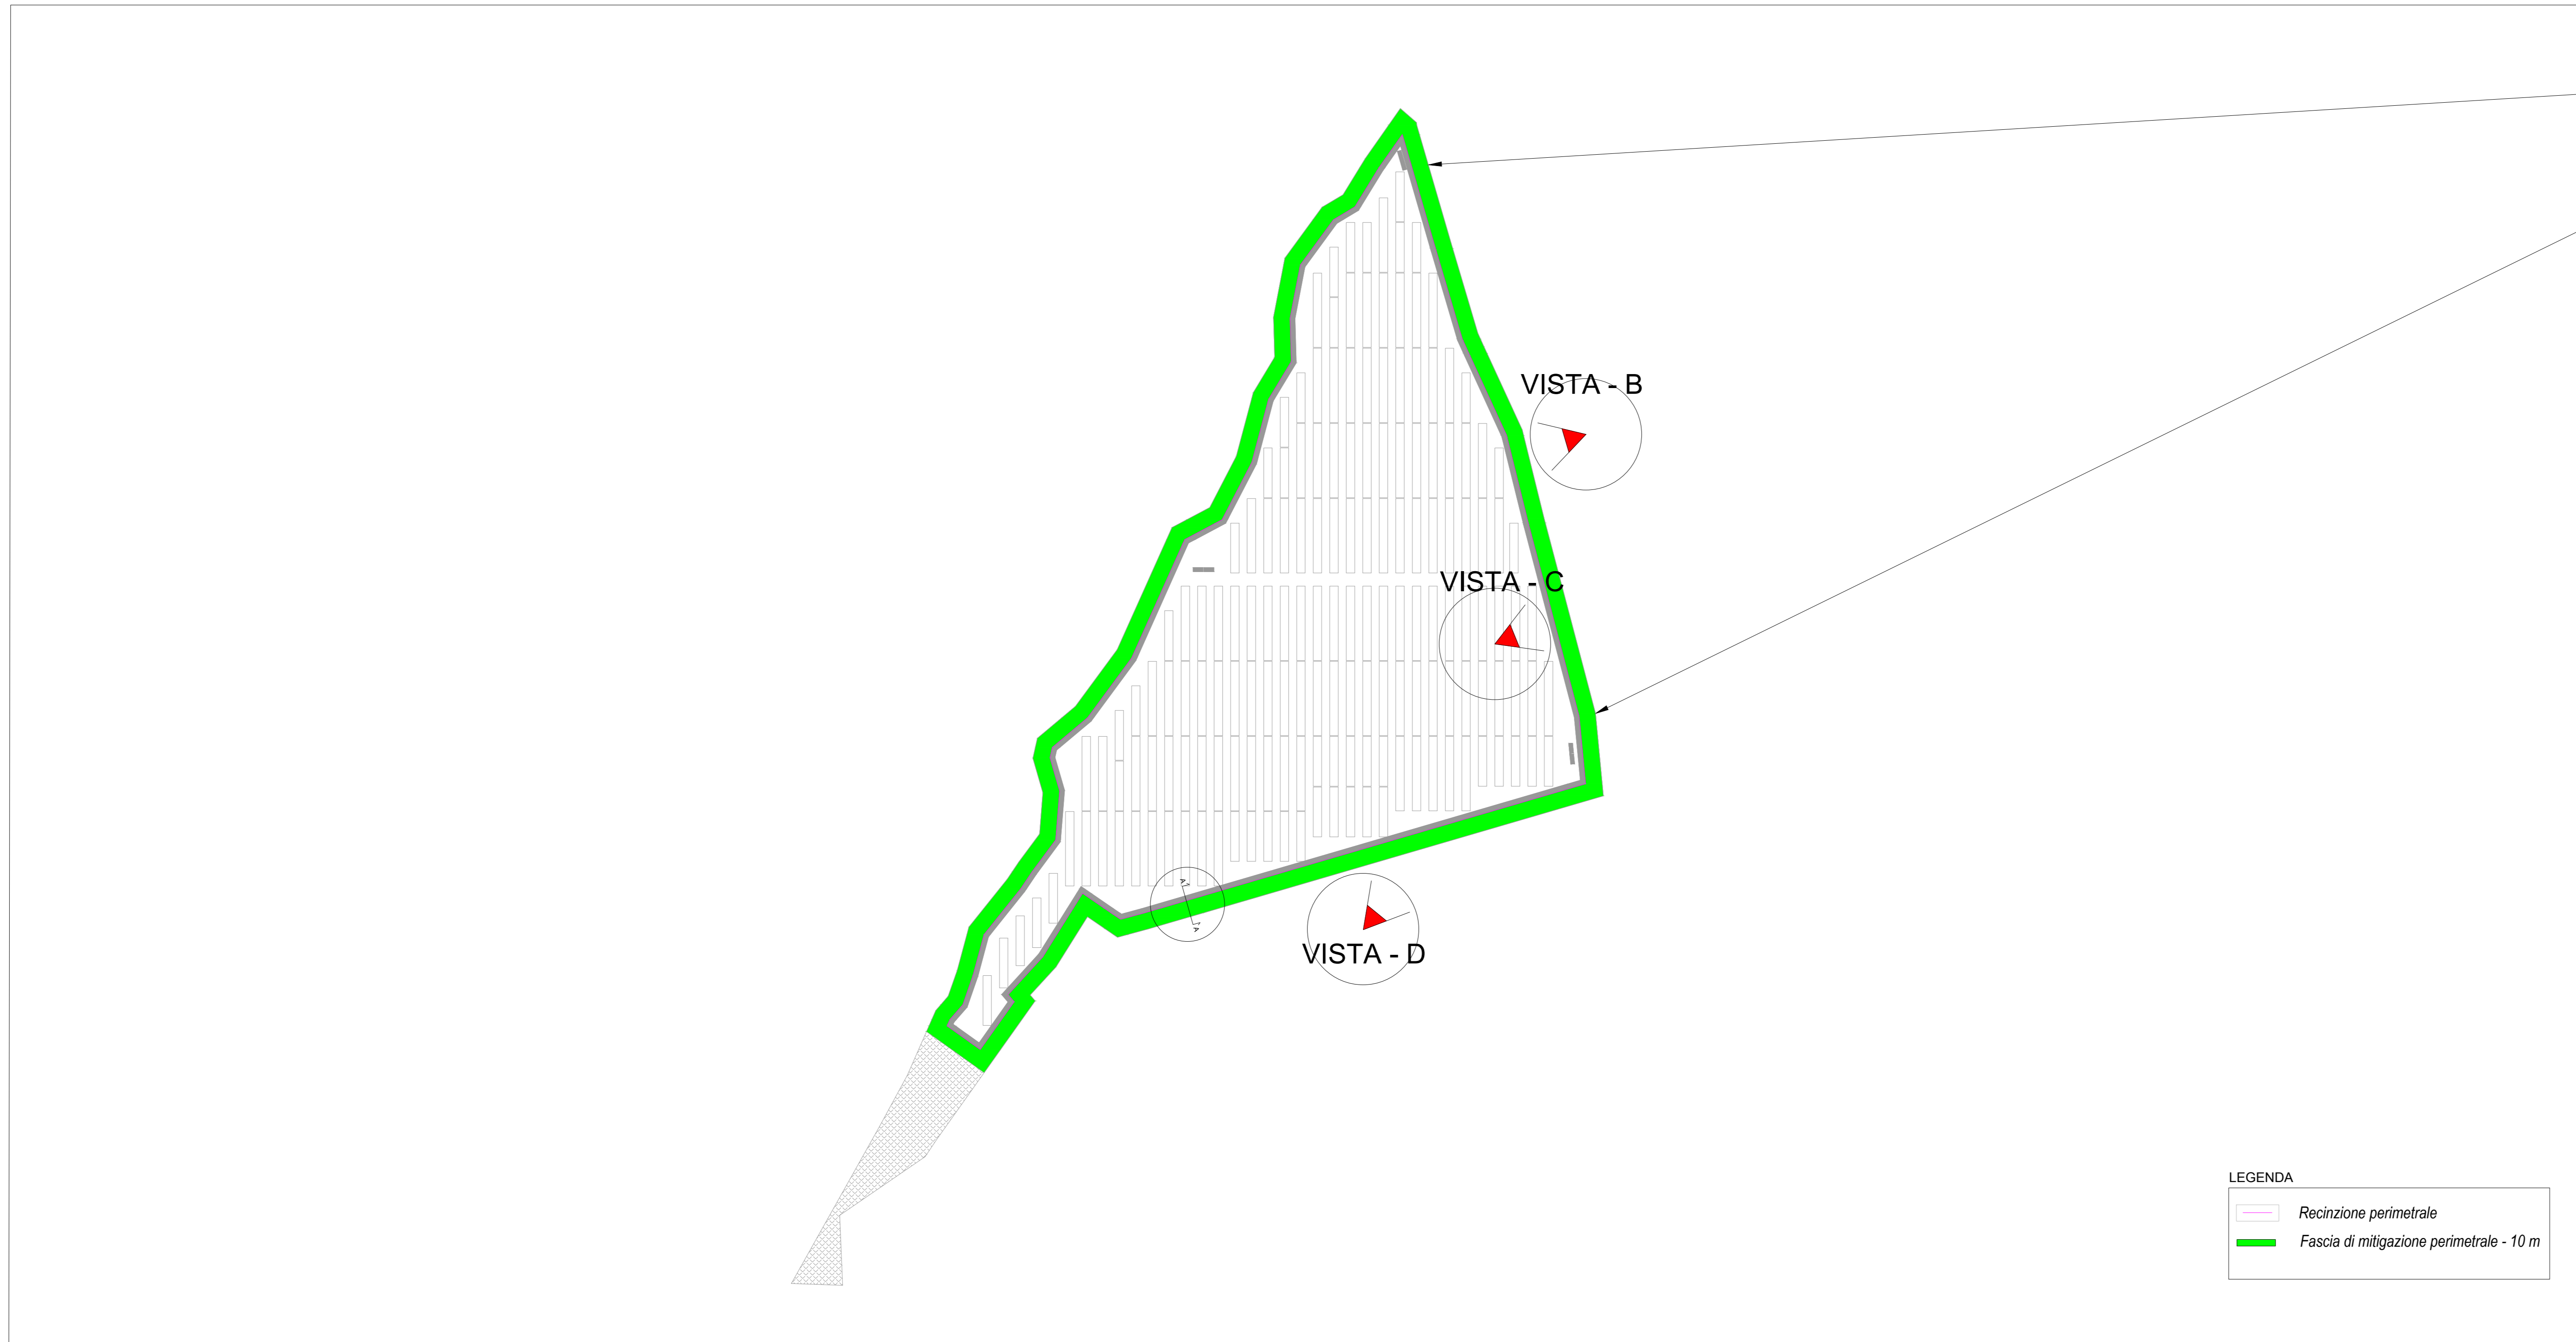 VISTA - B
VISTA - C
A
A
VISTA - D
LEGENDA
Recinzione perimetrale
Fascia di mitigazione perimetrale - 10 m